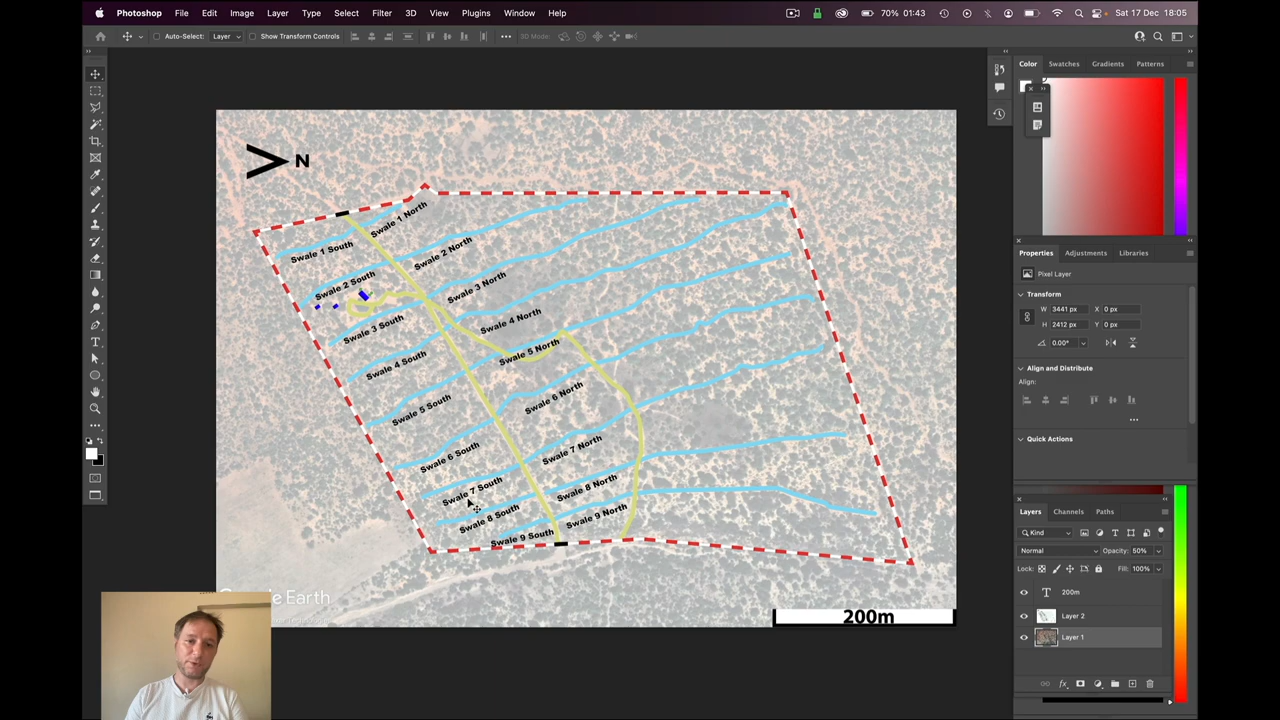 Photoshop File Edit Image Layer Type Select Filter 3D View Plugins Window Help 70% 01:43 Sat 17 Dec 18:05
Auto-Select: Layer Show Transform Controls 3D Mode:
Color Swatches Gradients Patterns
N
Swale 1 North
Swale 1 South
Swale 2 North
Swale 2 South
Swale 3 North
Swale 3 South
Swale 4 North
Swale 4 South
Swale 5 North
Swale 5 South
Swale 6 North
Swale 6 South
Swale 7 North
Swale 7 South
Swale 8 North
Swale 8 South
Swale 9 North
Swale 9 South
Earth
200m
Properties Adjustments Libraries
Pixel Layer
Transform
W 3441 px X 0 px
H 2412 px Y 0 px
0.00°
Align and Distribute
Align:
Quick Actions
Layers Channels Paths
Kind
Normal Opacity: 50%
Lock: Fill: 100%
T 200m
Layer 2
Layer 1
fx